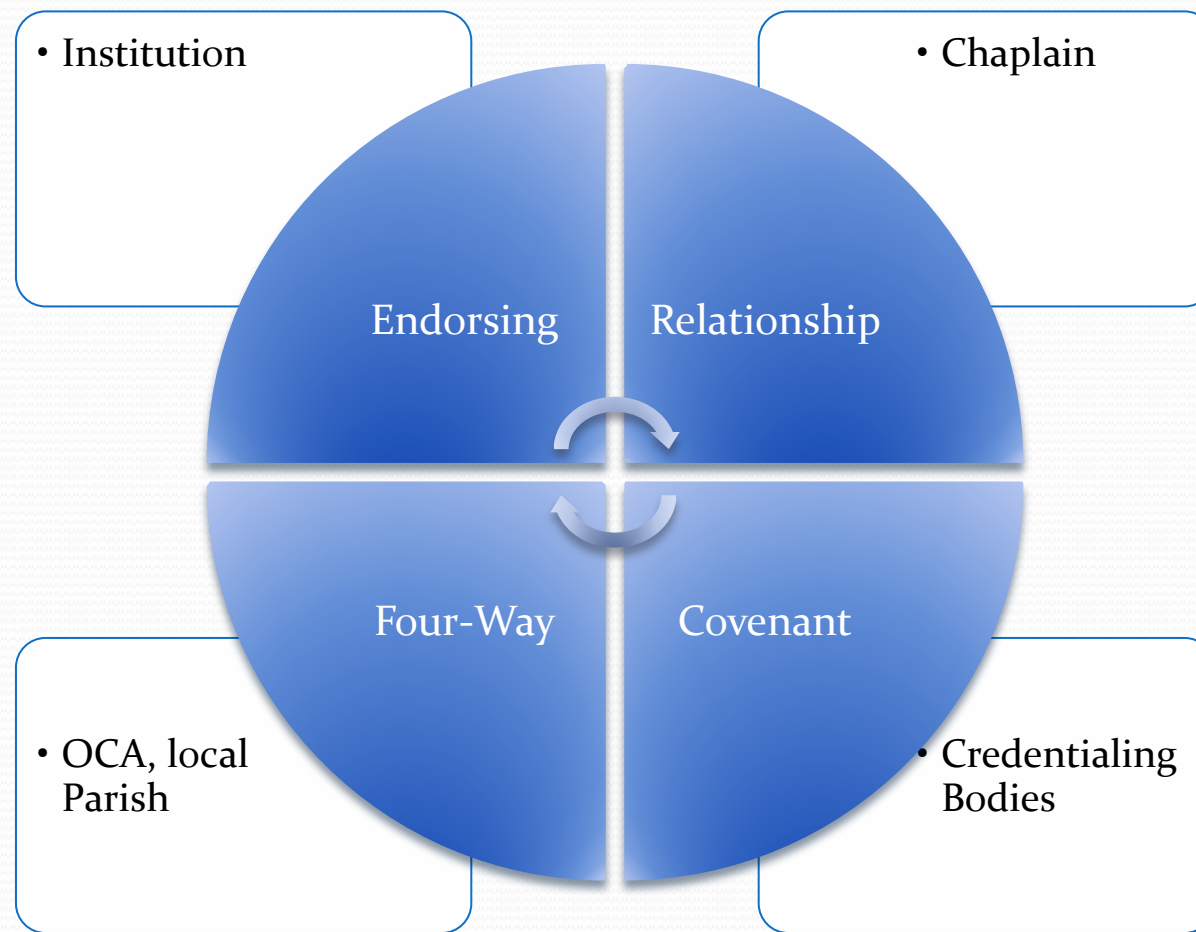 • Institution
• Chaplain
Endorsing
Relationship
Four-Way
Covenant
• OCA, local
Parish
• Credentialing
Bodies